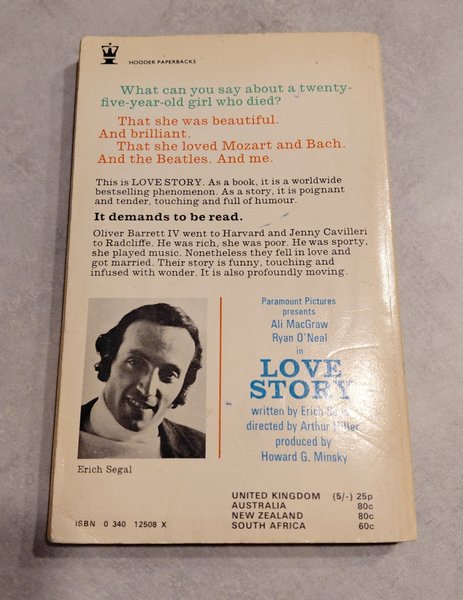 HODDER PAPERBACKS
What can you say about a twenty-
five-year-old girl who died?
That she was beautiful.
And brilliant.
That she loved Mozart and Bach.
And the Beatles. And me.
This is LOVE STORY. As a book, it is a worldwide
bestselling phenomenon. As a story, it is poignant
and tender, touching and full of humour.
It demands to be read.
Oliver Barrett IV went to Harvard and Jenny Cavilleri
to Radcliffe. He was rich, she was poor. He was sporty,
she played music. Nonetheless they fell in love and
got married. Their story is funny, touching and
infused with wonder. It is also profoundly moving.
Paramount Pictures
presents
Ali MacGraw
Ryan O'Neal
in
LOVE
STORY
written by Erich Segal
directed by Arthur Hiller
produced by
Howard G. Minsky
Erich Segal
UNITED KINGDOM (5/-) 25p
AUSTRALIA 80c
NEW ZEALAND 80c
SOUTH AFRICA 60c
ISBN 0 340 12508 X